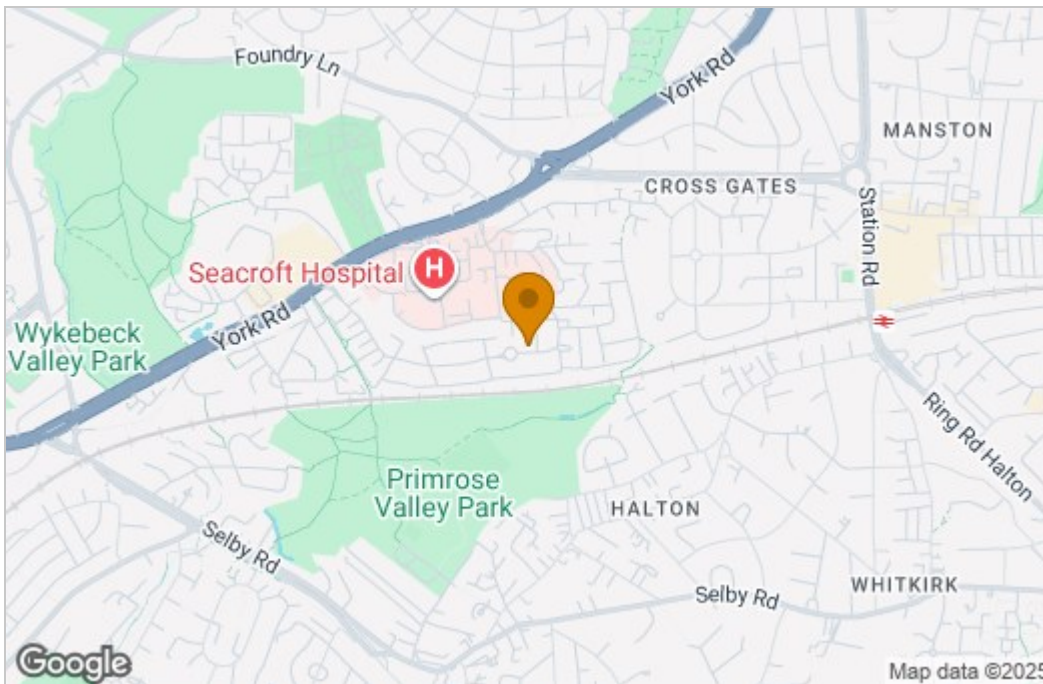 Foundry Ln
York Rd
MANSTON
CROSS GATES
Station Rd
Seacroft Hospital
H
York Rd
Wykebeck
Valley Park
Ring Rd Halton
Primrose
Valley Park
HALTON
Selby Rd
WHITKIRK
Selby Rd
Google
Map data ©2025